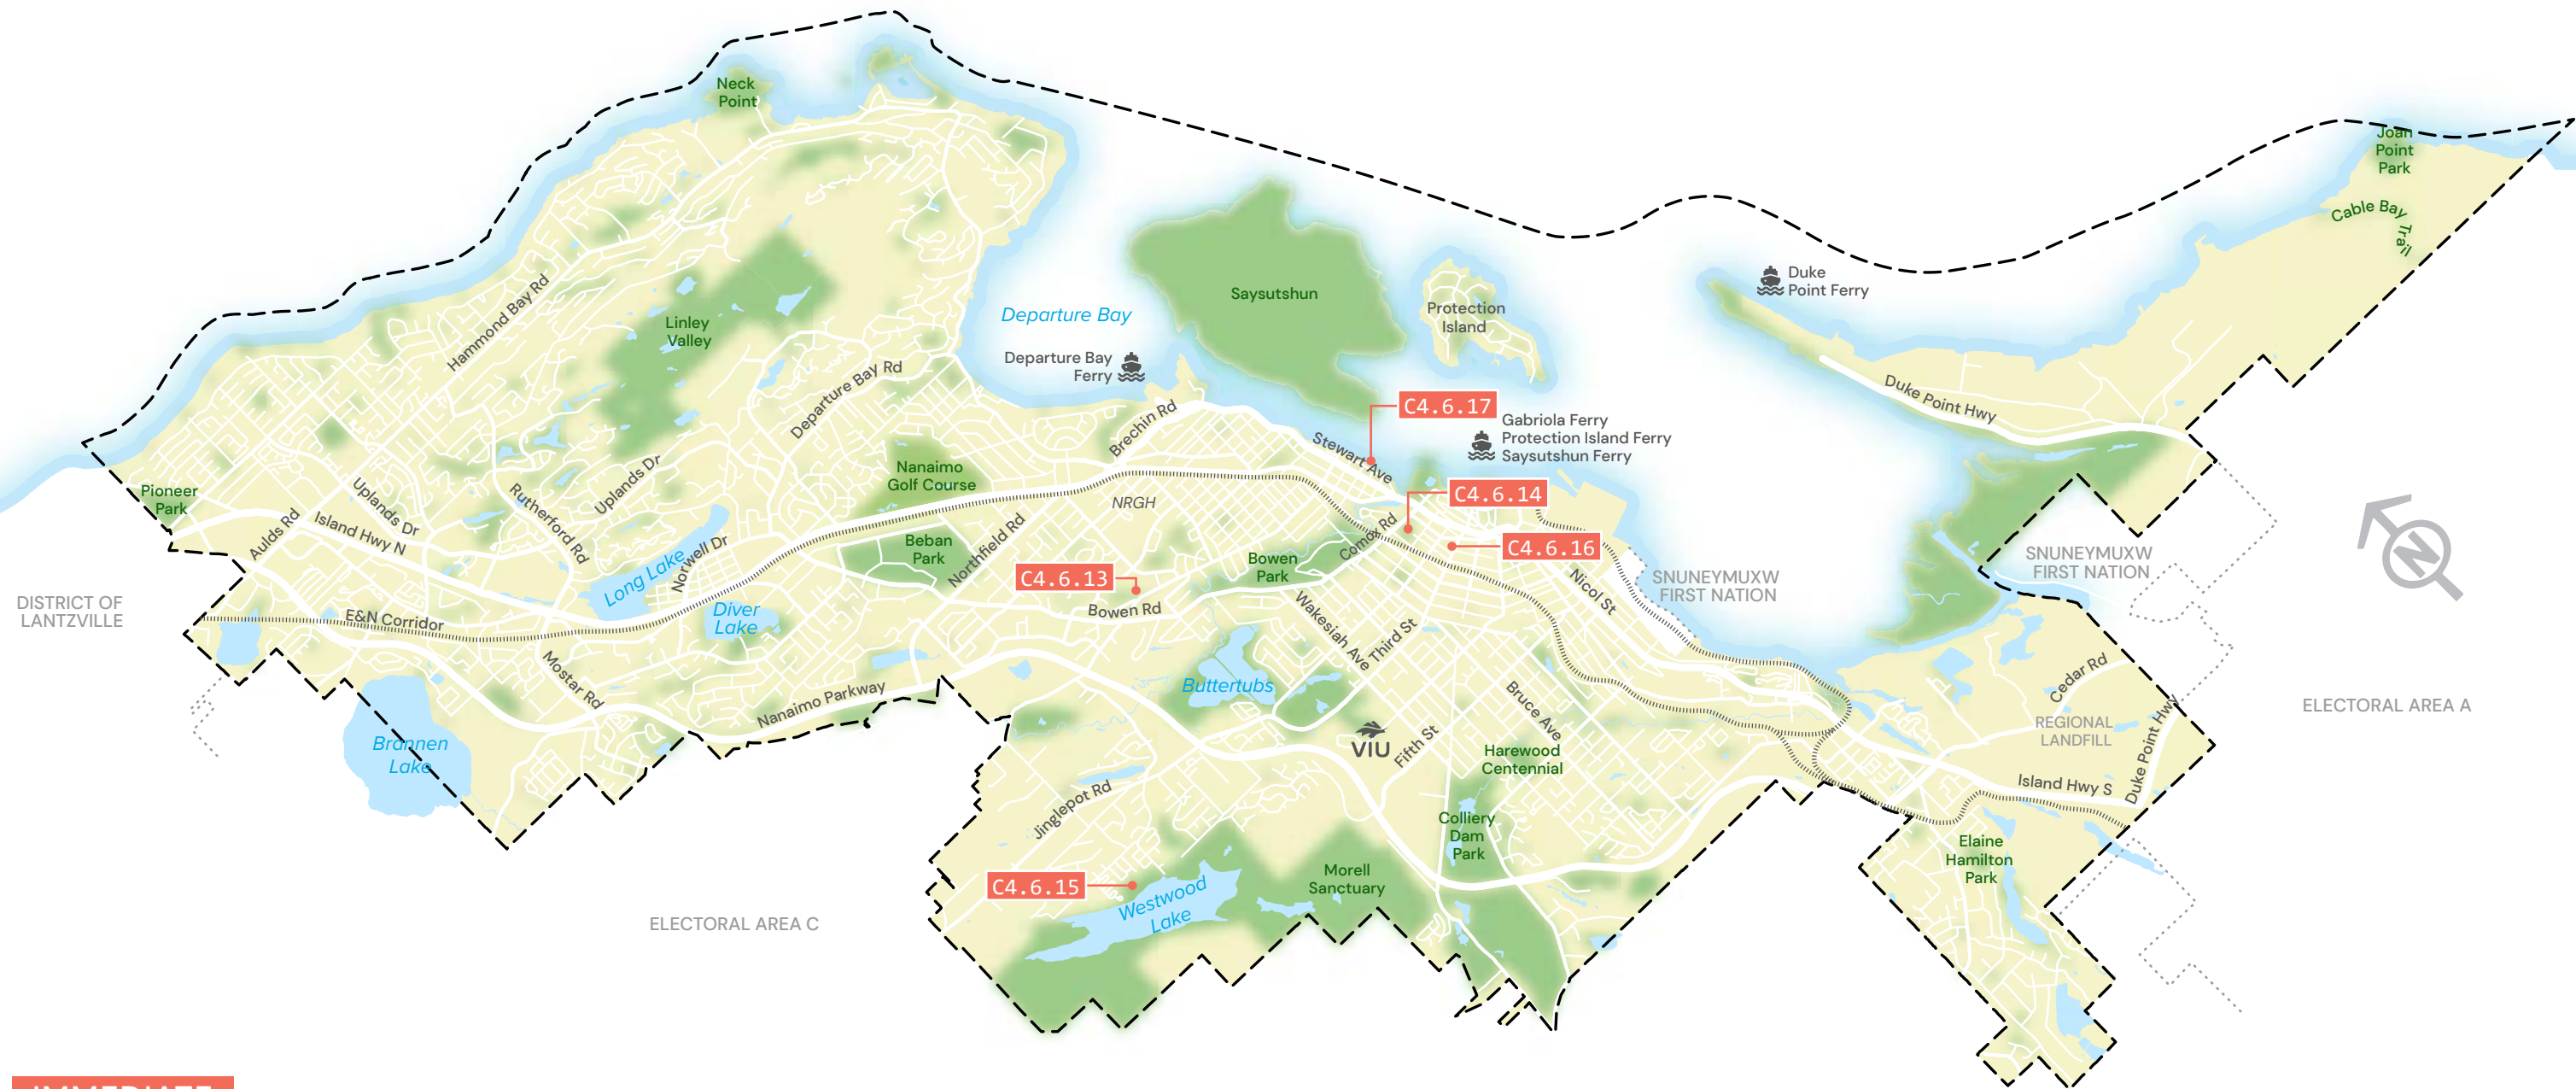 Neck
Point
Joan
Point
Park
Cable Bay
Trail
Duke
Point Ferry
Saysutshun
Protection
Island
Hammond Bay Rd
Linley
Valley
Departure Bay
Departure Bay
Ferry
Departure Bay Rd
Brechin Rd
Duke Point Hwy
C4.6.17
Gabriola Ferry
Protection Island Ferry
Saysutshun Ferry
Stewart Ave
Nanaimo
Golf Course
Pioneer
Park
Uplands Dr
Rutherford Rd
Uplands Dr
NRGH
C4.6.14
Aulds Rd
Island Hwy N
Norwell Dr
Long Lake
Beban
Park
Northfield Rd
Comox Rd
C4.6.16
Bowen
Park
C4.6.13
Bowen Rd
Nicol St
SNUNEYMUXW
FIRST NATION
SNUNEYMUXW
FIRST NATION
DISTRICT OF
LANTZVILLE
E&N Corridor
Diver
Lake
Wakesiah Ave
Third St
Mostar Rd
Nanaimo Parkway
Buttertubs
Bruce Ave
Cedar Rd
REGIONAL
LANDFILL
Duke Point Hwy
ELECTORAL AREA A
Brannen
Lake
VIU
Fifth St
Harewood
Centennial
Island Hwy S
Jinglepot Rd
Colliery
Dam
Park
Elaine
Hamilton
Park
Morell
Sanctuary
C4.6.15
Westwood
Lake
ELECTORAL AREA C
N
IMMEDIATE